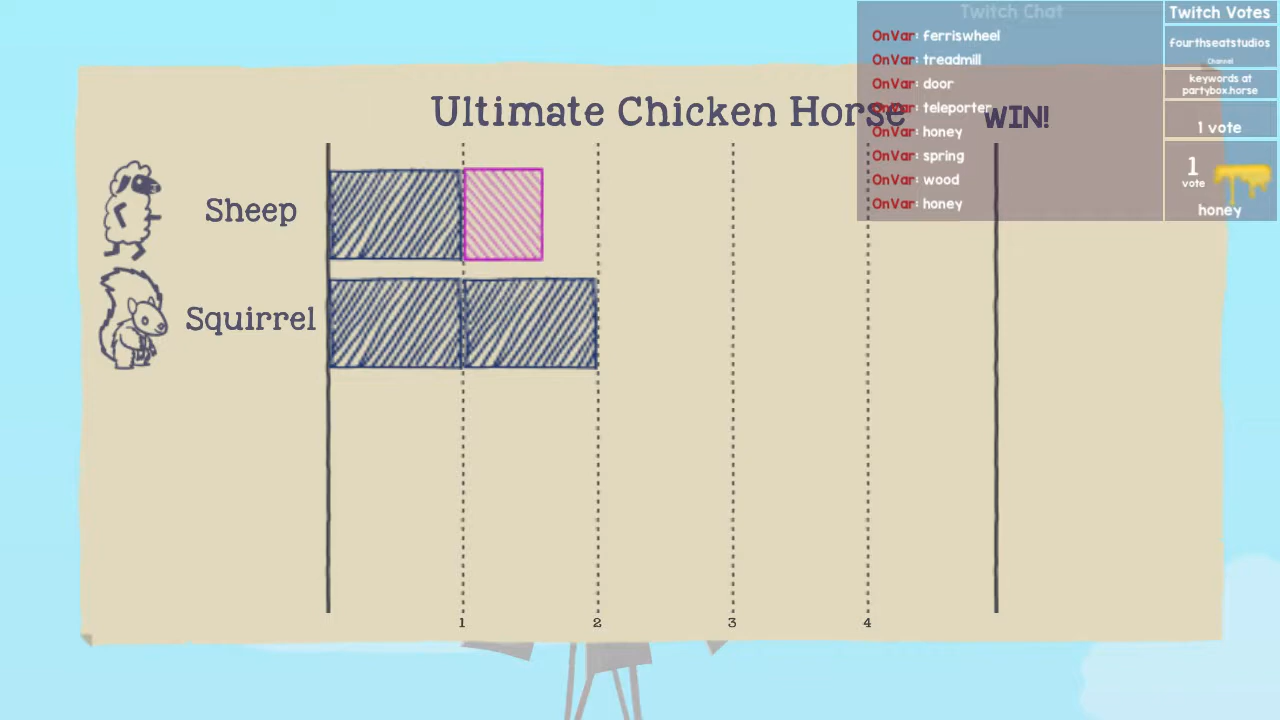 Twitch Chat
OnVar: ferriswheel
OnVar: treadmill
OnVar: door
OnVar: teleporter
OnVar: honey
OnVar: spring
OnVar: wood
OnVar: honey
Twitch Votes
fourthseatstudios
Channel
keywords at
partybox.horse
1 vote
1
vote
honey
Ultimate Chicken Horse
WIN!
Sheep
Squirrel
1 2 3 4